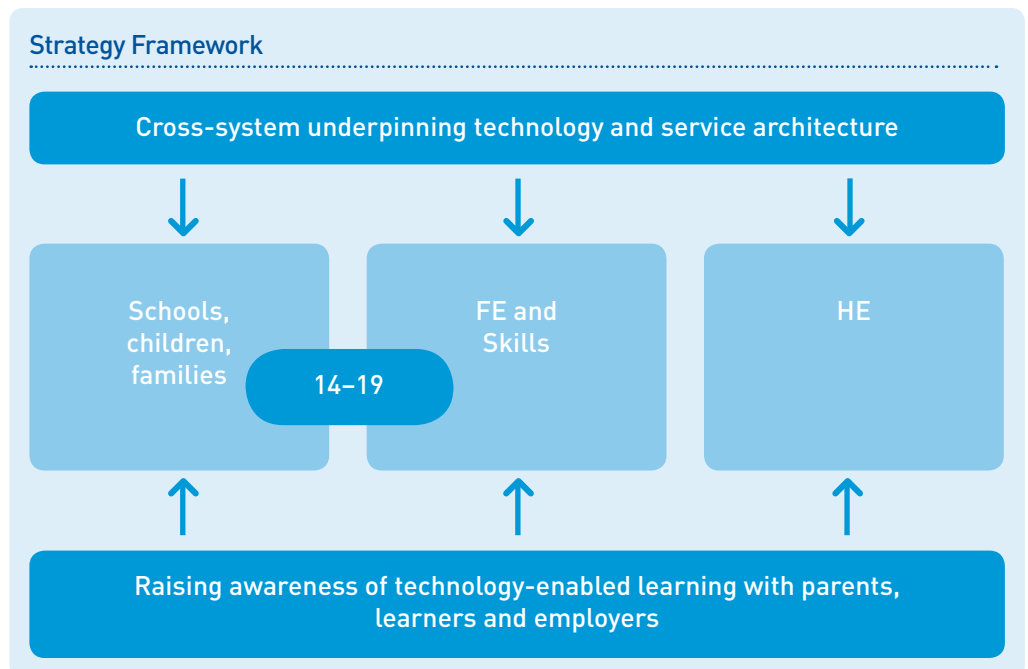 Strategy Framework
Cross-system underpinning technology and service architecture
Schools,
children,
families
FE and
Skills
HE
14–19
Raising awareness of technology-enabled learning with parents,
learners and employers